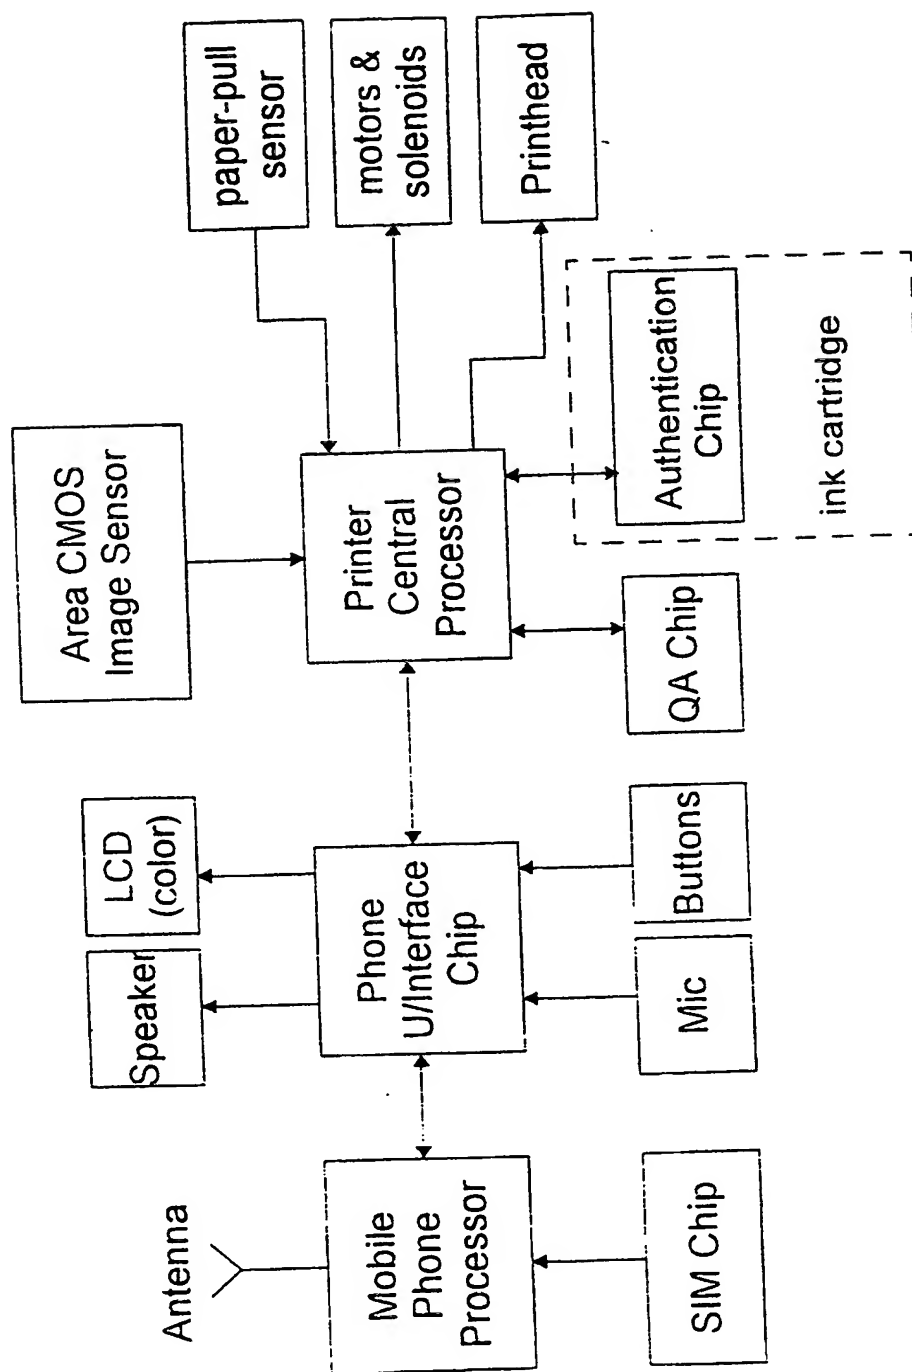 Antenna
Mobile
Phone
Processor
SIM Chip
Speaker
LCD
(color)
Phone
U/Interface
Chip
Mic
Buttons
Area CMOS
Image Sensor
Printer
Central
Processor
QA Chip
Authentication
Chip
ink cartridge
paper-pull
sensor
motors &
solenoids
Printhead